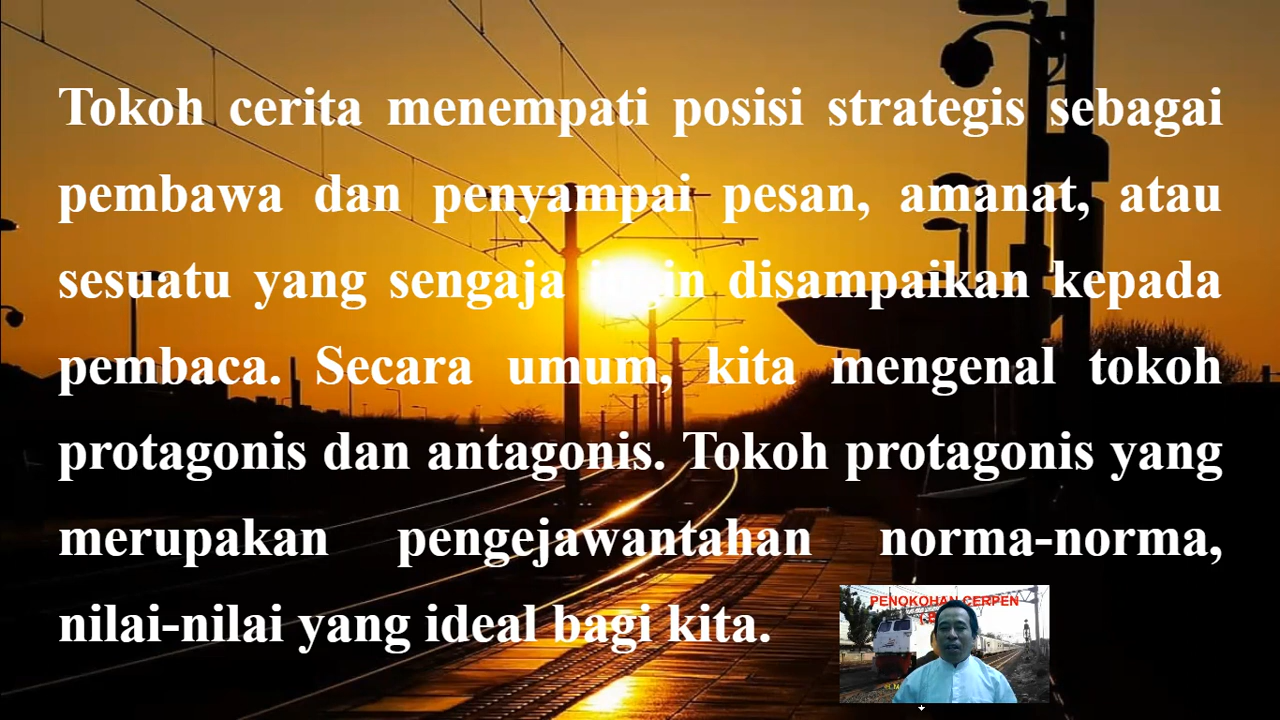 Tokoh cerita menempati posisi strategis sebagai
pembawa dan penyampai pesan, amanat, atau
sesuatu yang sengaja ingin disampaikan kepada
pembaca. Secara umum, kita mengenal tokoh
protagonis dan antagonis. Tokoh protagonis yang
merupakan pengejawantahan norma-norma,
nilai-nilai yang ideal bagi kita.
PENOKOHAN CERPEN